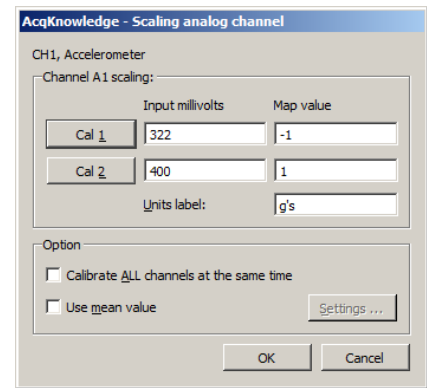 AcqKnowledge - Scaling analog channel
CH1, Accelerometer
Channel A1 scaling:
Input millivolts Map value
Cal 1 322 -1
Cal 2 400 1
Units label: g's
Option
Calibrate ALL channels at the same time
Use mean value Settings ...
OK Cancel